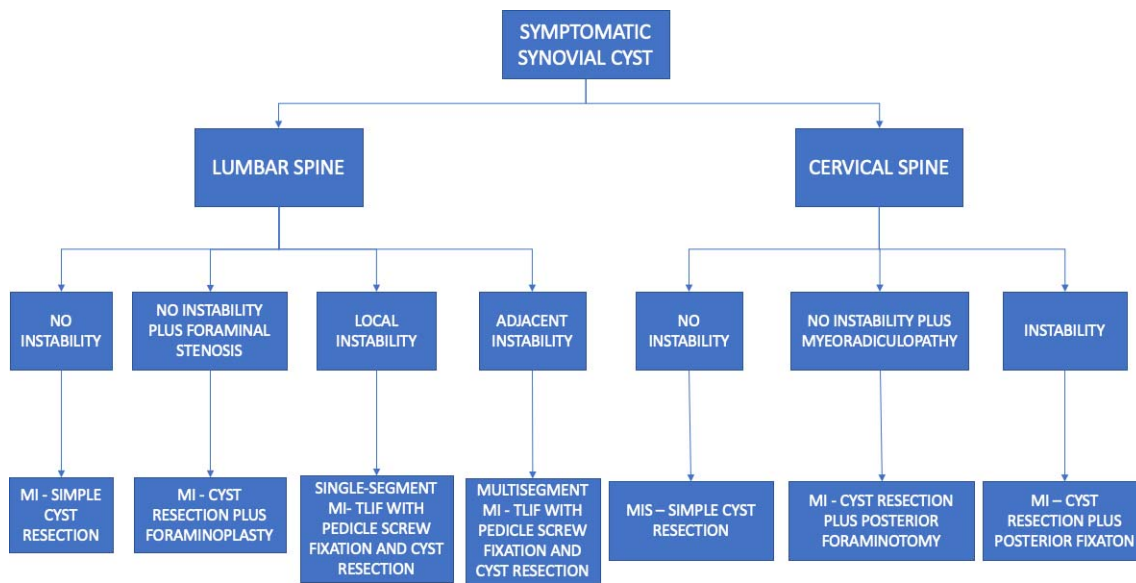 SYMPTOMATIC
SYNOVIAL CYST
LUMBAR SPINE
CERVICAL SPINE
NO
INSTABILITY
NO INSTABILITY
PLUS FORAMINAL
STENOSIS
LOCAL
INSTABILITY
ADJACENT
INSTABILITY
NO
INSTABILITY
NO INSTABILITY PLUS
MYEORADICULOPATHY
INSTABILITY
MI - SIMPLE
CYST
RESECTION
MI - CYST
RESECTION PLUS
FORAMINOPLASTY
SINGLE-SEGMENT
MI- TLIF WITH
PEDICLE SCREW
FIXATION AND CYST
RESECTION
MULTISEGMENT
MI - TLIF WITH
PEDICLE SCREW
FIXATION AND
CYST RESECTION
MIS – SIMPLE CYST
RESECTION
MI - CYST RESECTION
PLUS POSTERIOR
FORAMINOTOMY
MI – CYST
RESECTION PLUS
POSTERIOR FIXATON